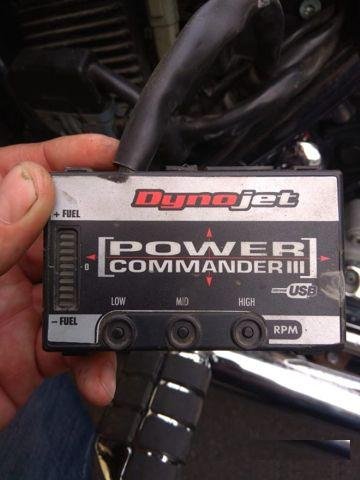 Dynojet
+ FUEL
POWER
0
COMMANDER III
USB
LOW MID HIGH
- FUEL
RPM